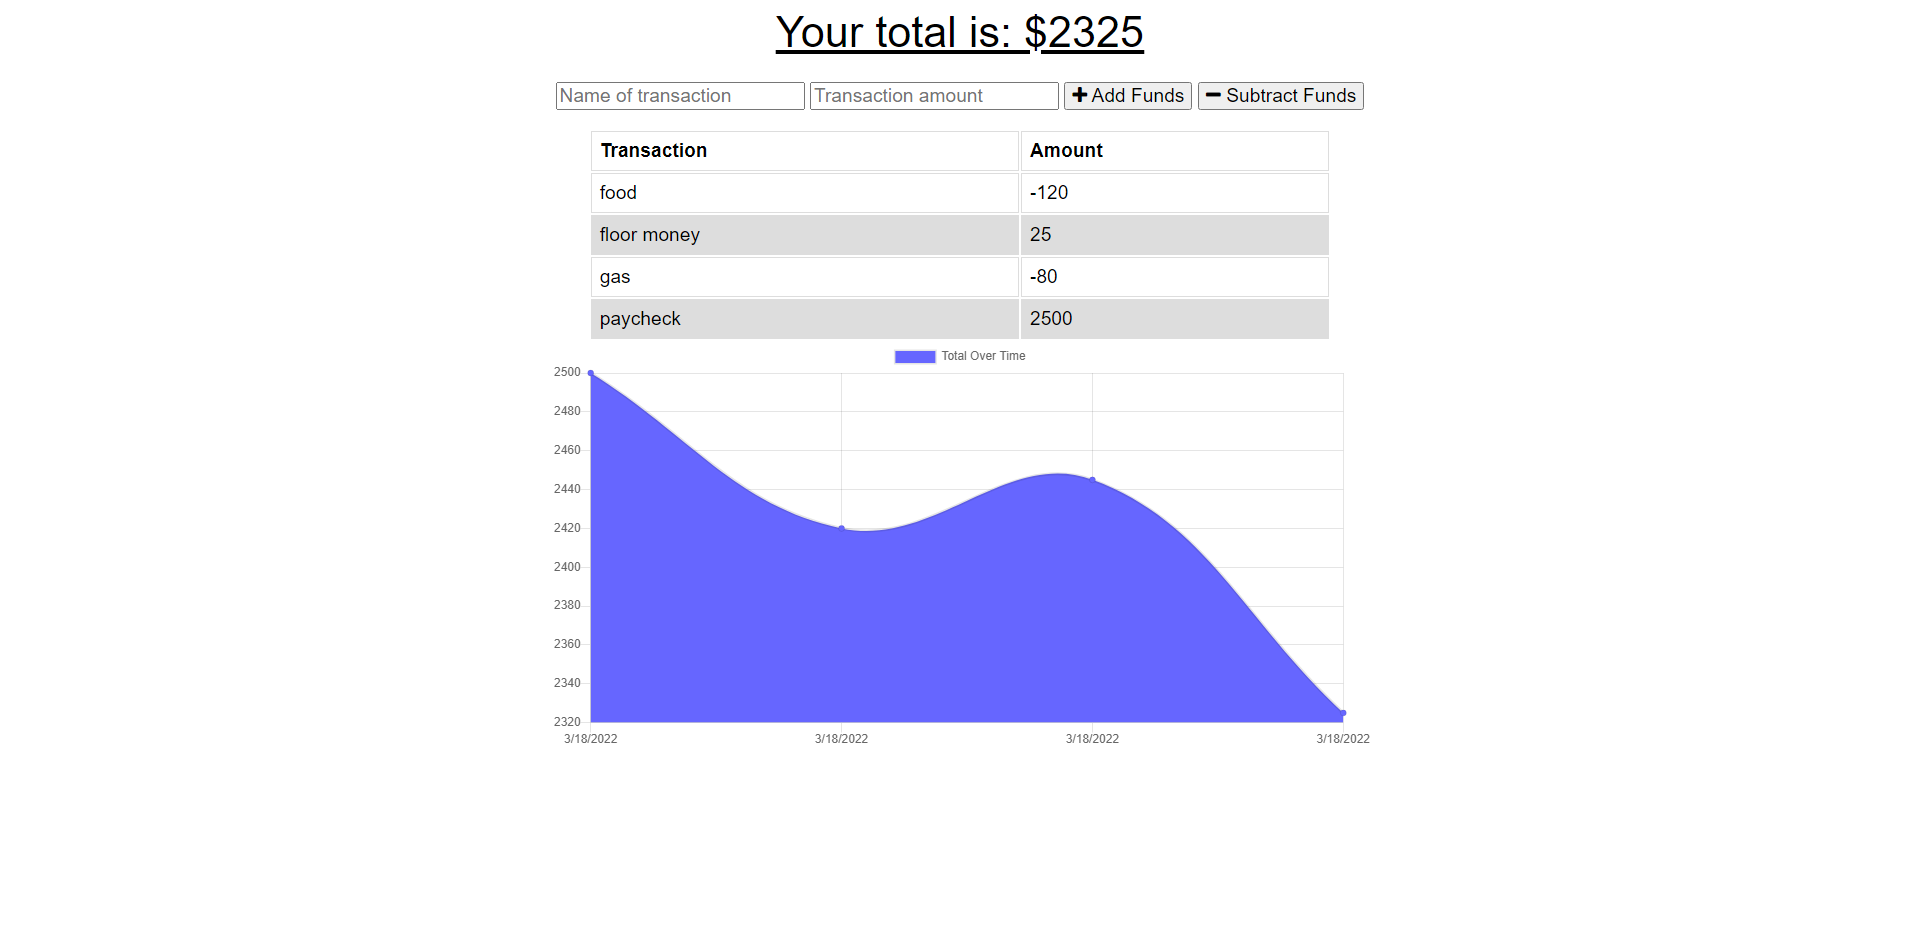 Your total is: $2325
Name of transaction Transaction amount Add Funds Subtract Funds
Transaction Amount
food -120
floor money 25
gas -80
paycheck 2500
Total Over Time
2500
2480
2460
2440
2420
2400
2380
2360
2340
2320
3/18/2022 3/18/2022 3/18/2022 3/18/2022